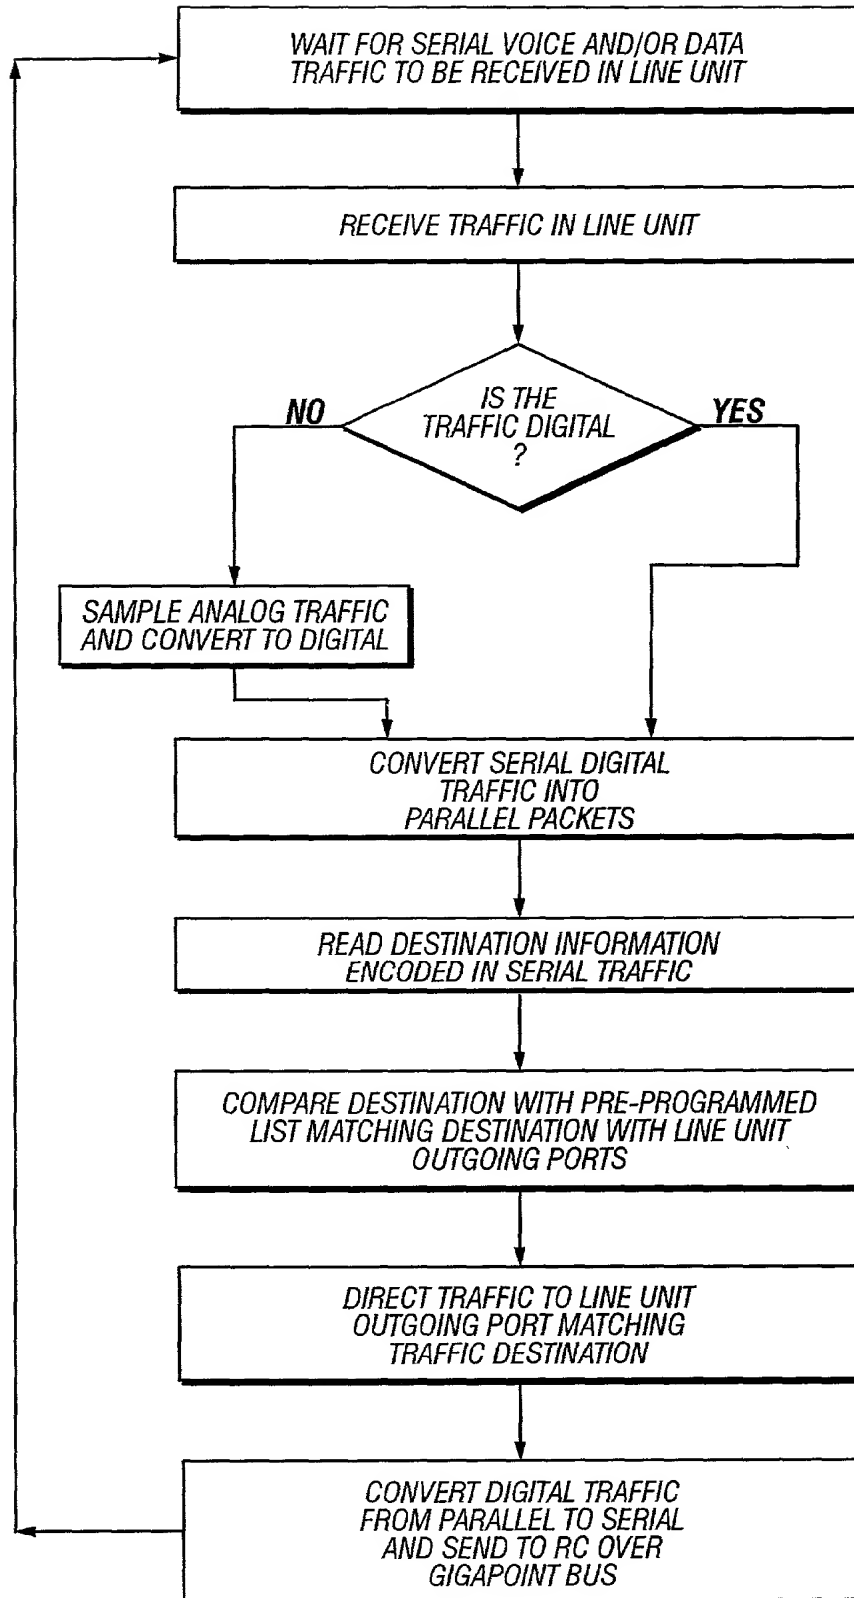 WAIT FOR SERIAL VOICE AND/OR DATA
TRAFFIC TO BE RECEIVED IN LINE UNIT
RECEIVE TRAFFIC IN LINE UNIT
IS THE
TRAFFIC DIGITAL
?
NO
YES
SAMPLE ANALOG TRAFFIC
AND CONVERT TO DIGITAL
CONVERT SERIAL DIGITAL
TRAFFIC INTO
PARALLEL PACKETS
READ DESTINATION INFORMATION
ENCODED IN SERIAL TRAFFIC
COMPARE DESTINATION WITH PRE-PROGRAMMED
LIST MATCHING DESTINATION WITH LINE UNIT
OUTGOING PORTS
DIRECT TRAFFIC TO LINE UNIT
OUTGOING PORT MATCHING
TRAFFIC DESTINATION
CONVERT DIGITAL TRAFFIC
FROM PARALLEL TO SERIAL
AND SEND TO RC OVER
GIGAPOINT BUS